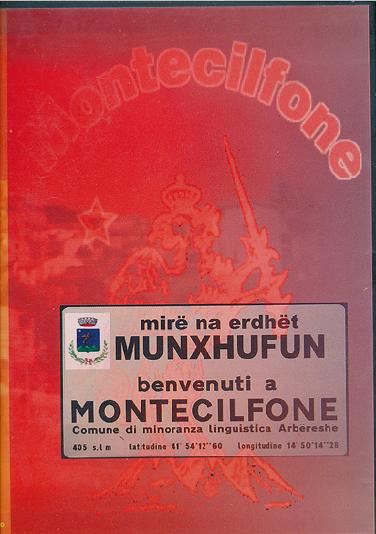 Montecilfone
mirë na erdhët
MUNXHUFUN
benvenuti a
MONTECILFONE
Comune di minoranza linguistica Arbëreshe
405 s.l m latitudine 41° 54'12"60 longitudine 14°50'14"28